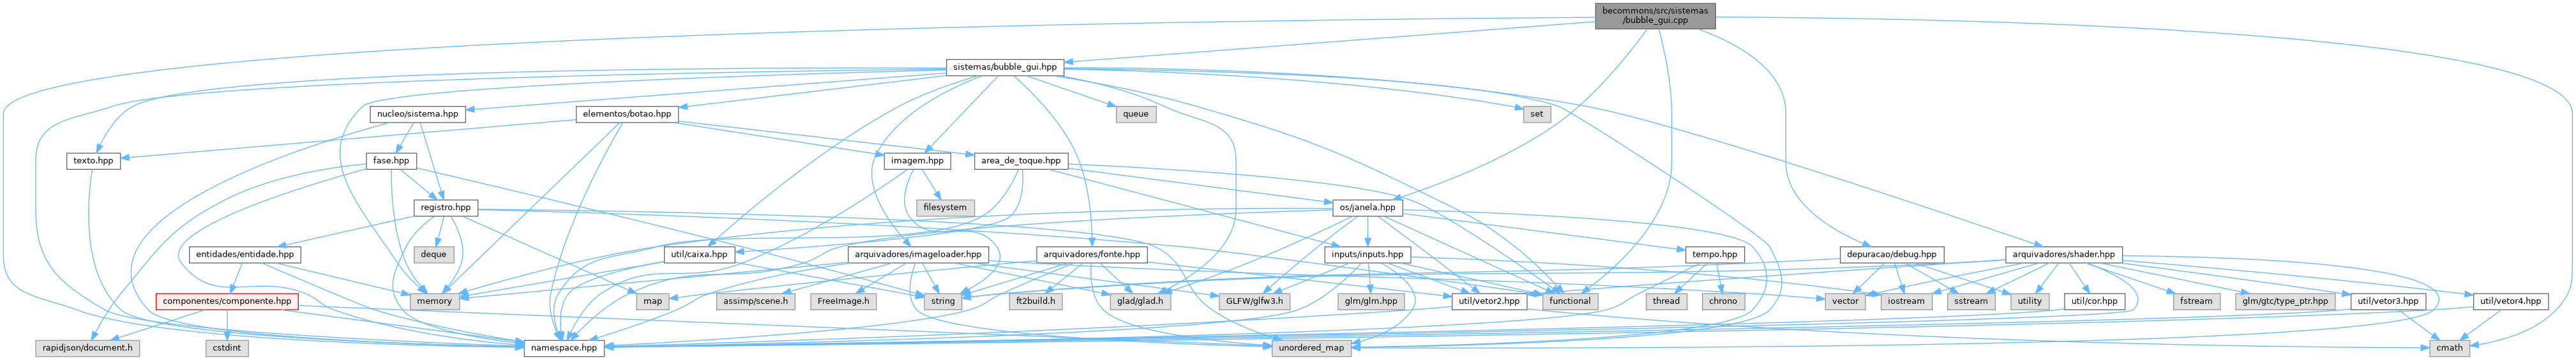 becommons/src/sistemas
/bubble_gui.cpp
sistemas/bubble_gui.hpp
nucleo/sistema.hpp
elementos/botao.hpp
queue
set
texto.hpp
fase.hpp
imagem.hpp
area_de_toque.hpp
registro.hpp
filesystem
os/janela.hpp
entidades/entidade.hpp
deque
util/caixa.hpp
arquivadores/imageloader.hpp
arquivadores/fonte.hpp
inputs/inputs.hpp
tempo.hpp
depuracao/debug.hpp
arquivadores/shader.hpp
componentes/componente.hpp
memory
map
assimp/scene.h
FreeImage.h
string
ft2build.h
glad/glad.h
GLFW/glfw3.h
glm/glm.hpp
util/vetor2.hpp
functional
thread
chrono
vector
iostream
sstream
utility
util/cor.hpp
fstream
glm/gtc/type_ptr.hpp
util/vetor3.hpp
util/vetor4.hpp
rapidjson/document.h
cstdint
namespace.hpp
unordered_map
cmath